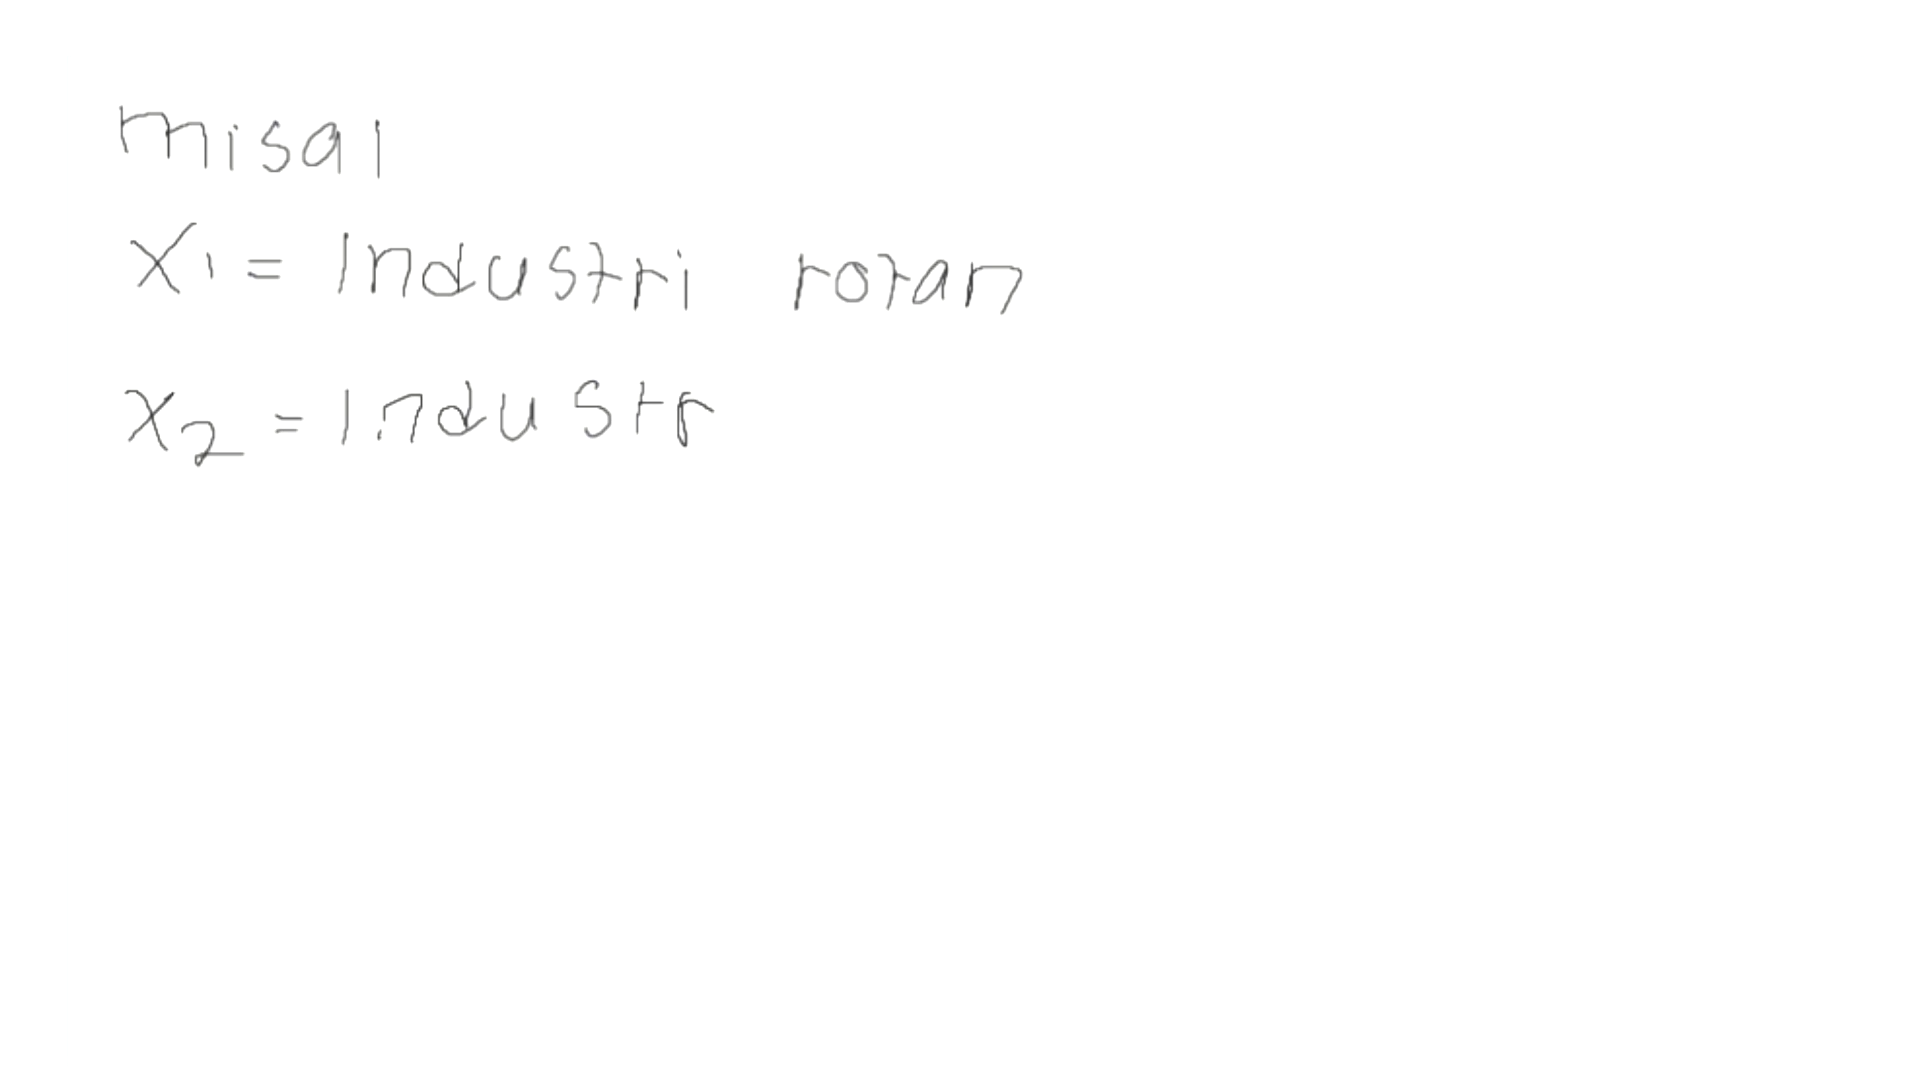 misal
X1 = Industri rotan
X2 = Industr